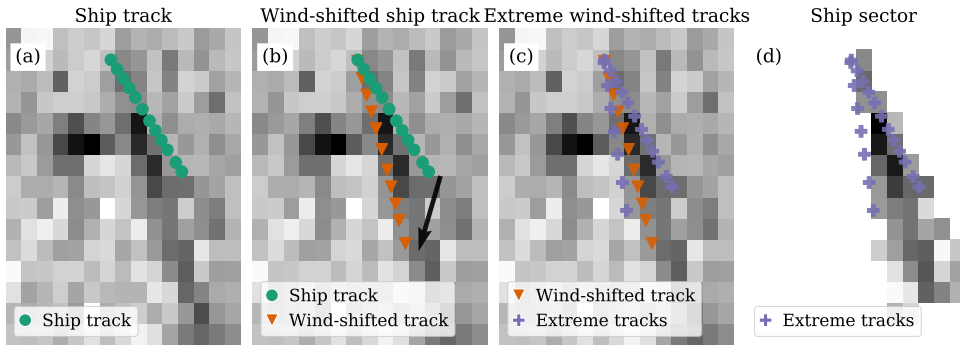 Ship track
Wind-shifted ship track
Extreme wind-shifted tracks
Ship sector
(a)
(b)
(c)
(d)
Ship track
Ship track
Wind-shifted track
Wind-shifted track
Extreme tracks
Extreme tracks